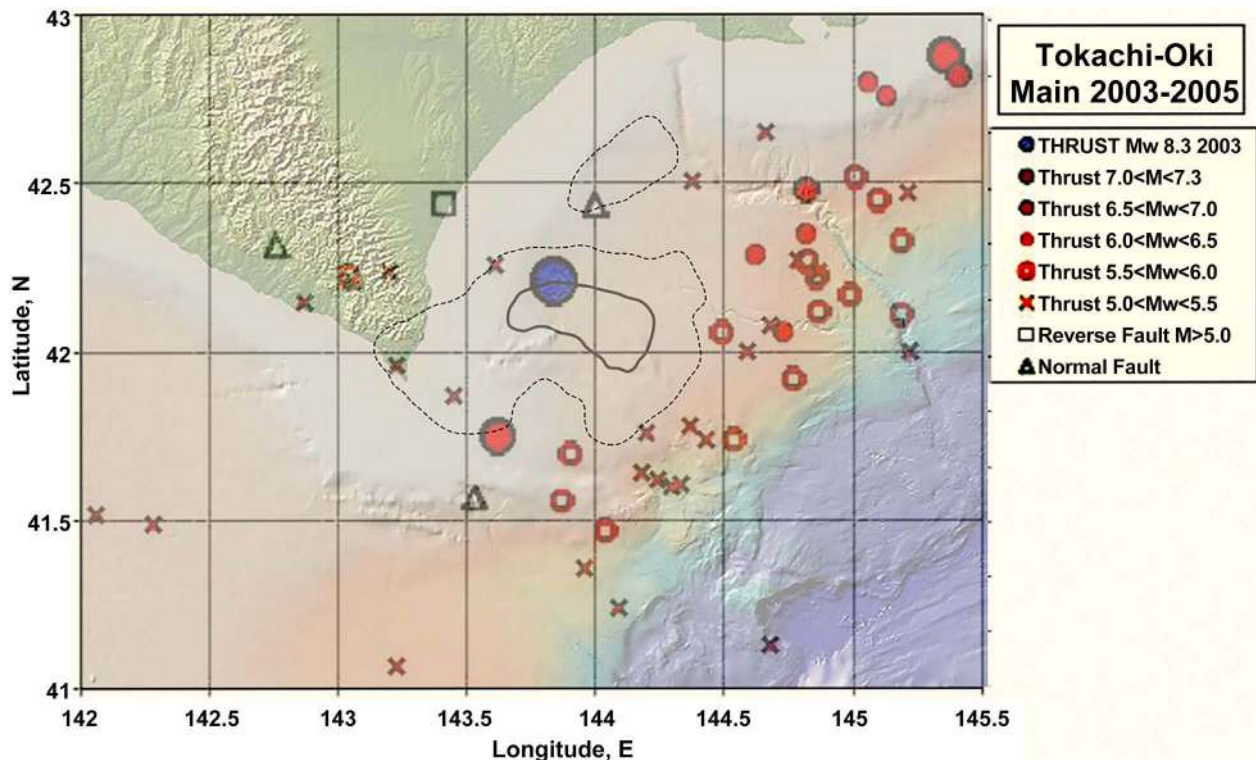 Tokachi-Oki
Main 2003-2005
THRUST Mw 8.3 2003
Thrust 7.0<M<7.3
Thrust 6.5<Mw<7.0
Thrust 6.0<Mw<6.5
Thrust 5.5<Mw<6.0
Thrust 5.0<Mw<5.5
Reverse Fault M>5.0
Normal Fault
Latitude, N
43
42.5
42
41.5
41
142
142.5
143
143.5
144
144.5
145
145.5
Longitude, E